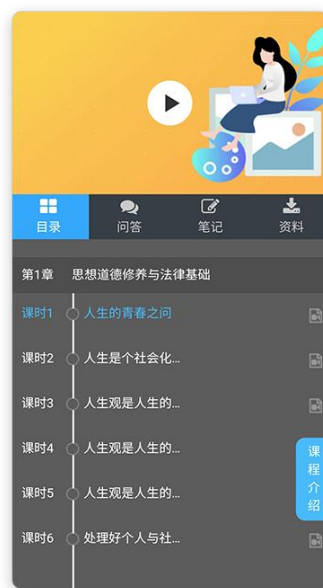 目录
问答
笔记
资料
第1章 思想道德修养与法律基础
课时1 人生的青春之问
课时2 人生是个社会化...
课时3 人生观是人生的...
课时4 人生观是人生的...
课时5 人生观是人生的...
课时6 处理好个人与社...
课程介绍